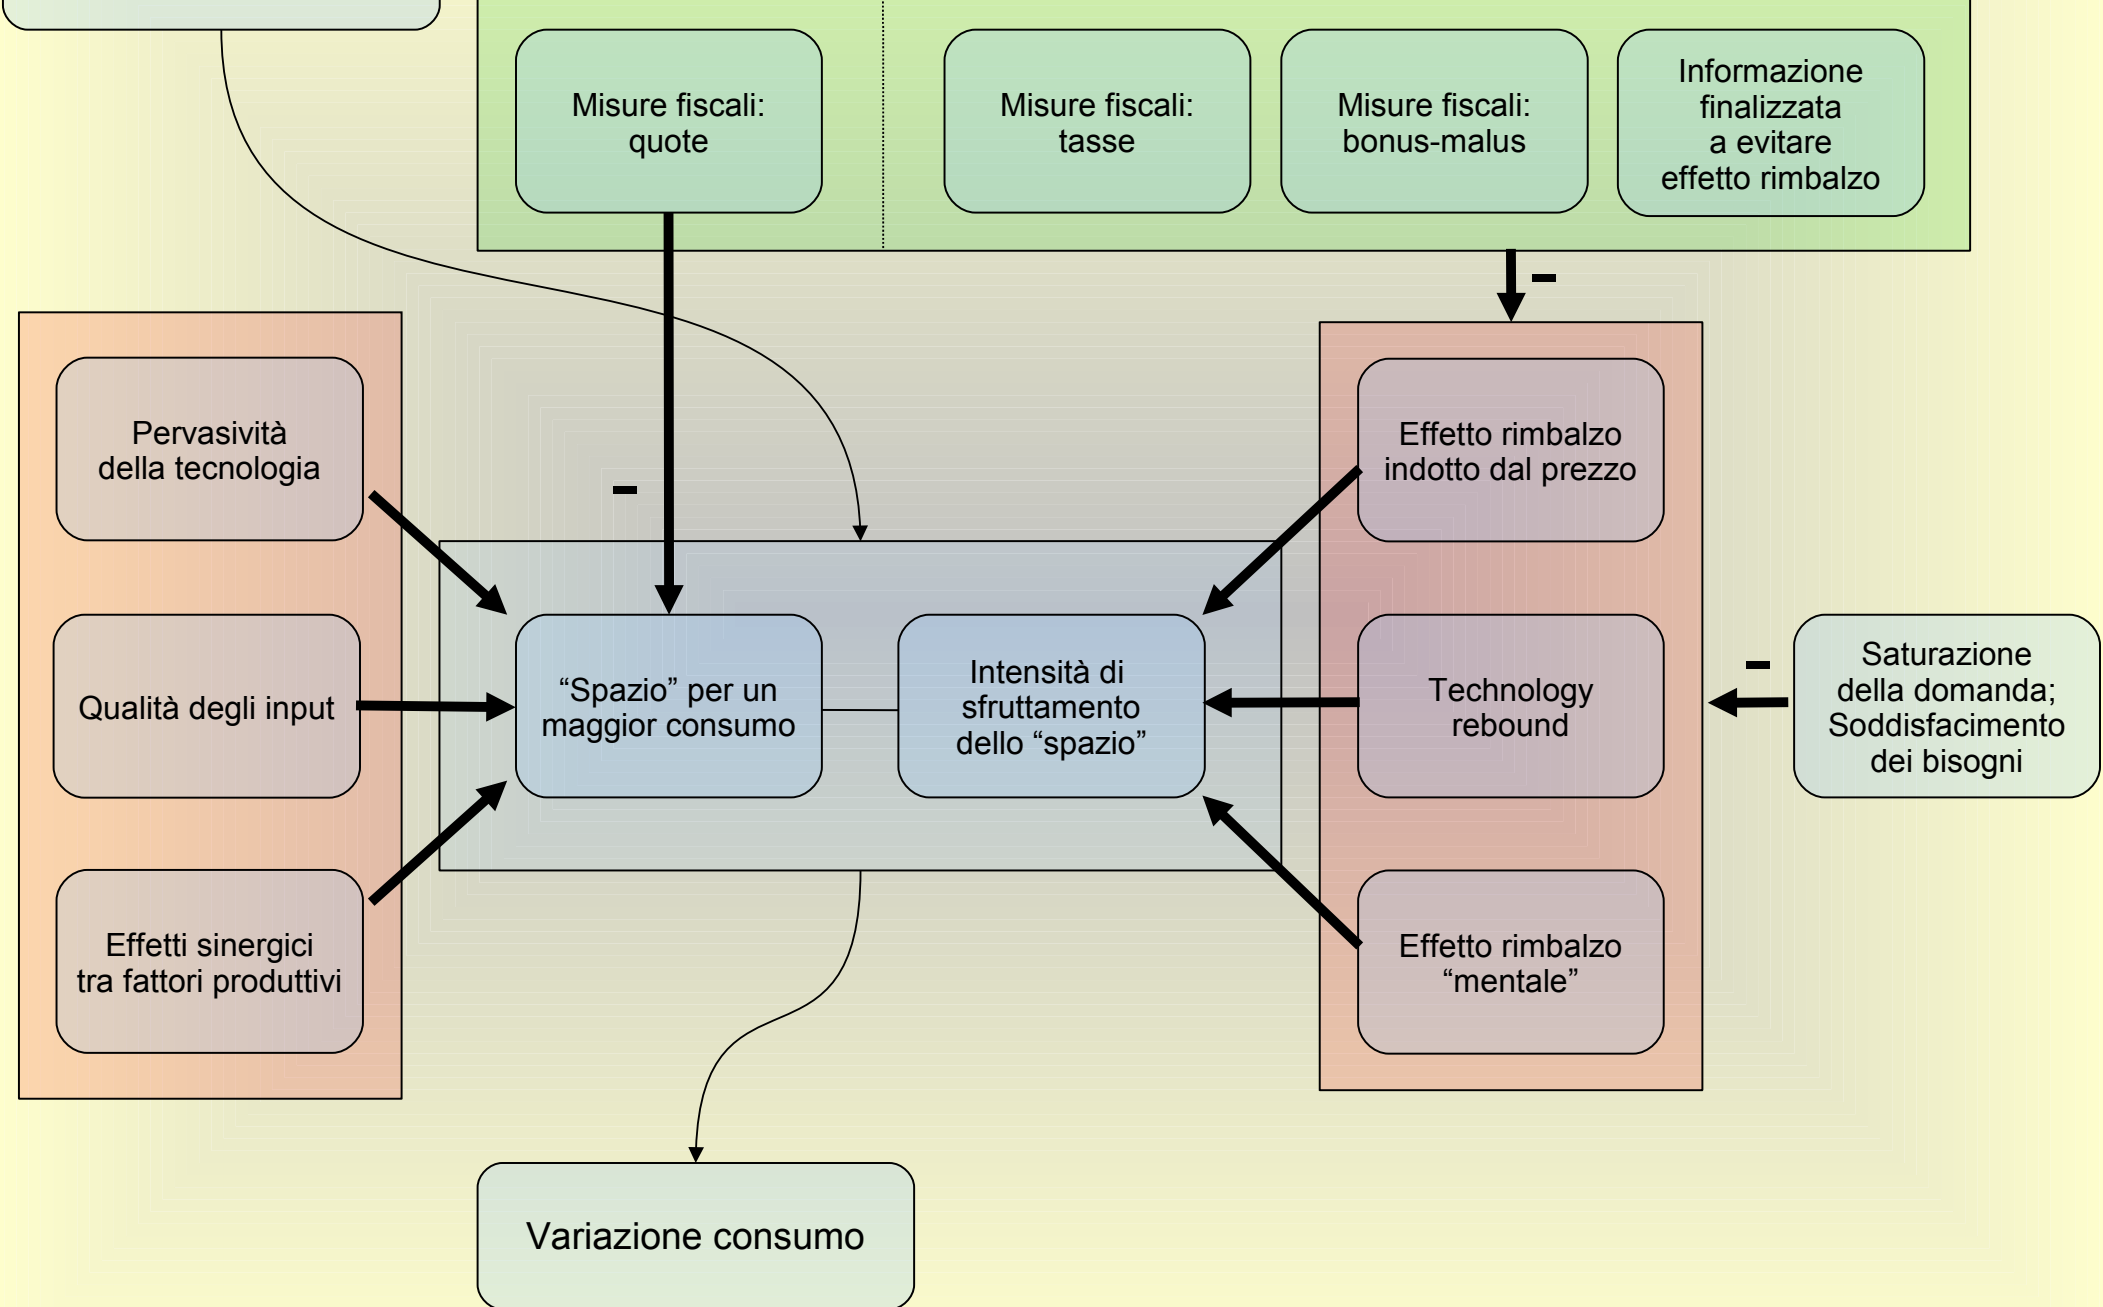 Misure fiscali:
quote
Misure fiscali:
tasse
Misure fiscali:
bonus-malus
Informazione
finalizzata
a evitare
effetto rimbalzo
–
Pervasività
della tecnologia
–
Effetto rimbalzo
indotto dal prezzo
Qualità degli input
“Spazio” per un
maggior consumo
Intensità di
sfruttamento
dello “spazio”
Technology
rebound
–
Saturazione
della domanda;
Soddisfacimento
dei bisogni
Effetti sinergici
tra fattori produttivi
Effetto rimbalzo
“mentale”
Variazione consumo